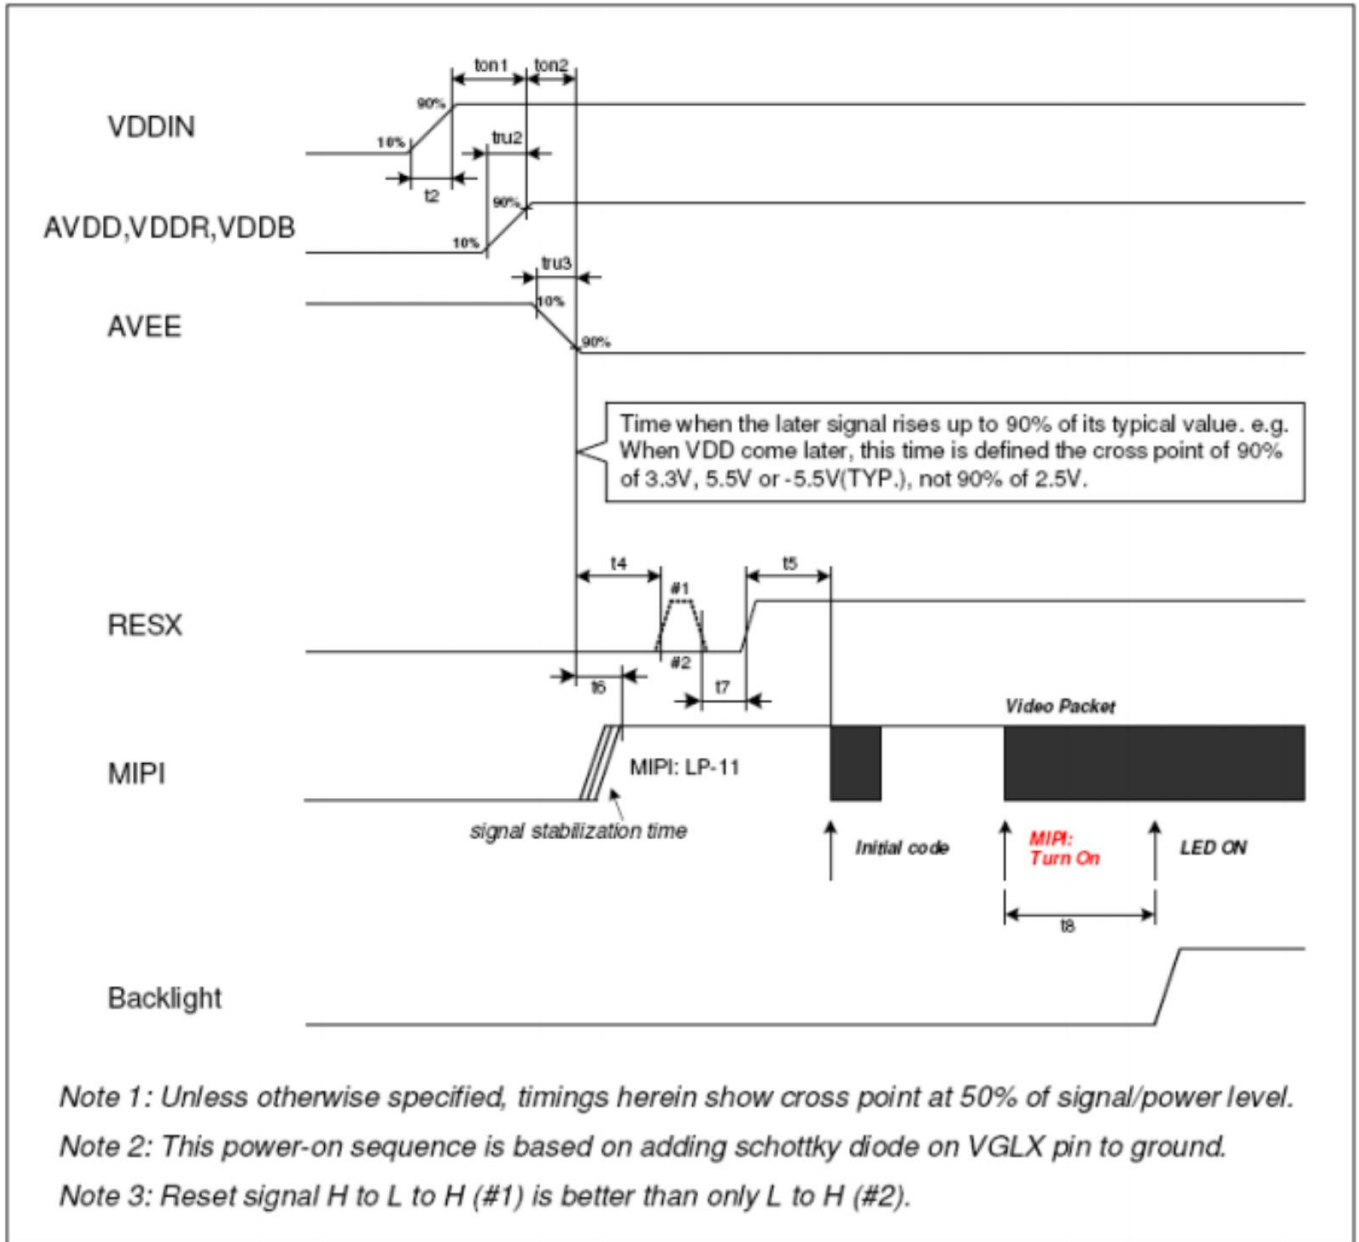 ton1 ton2
90%
VDDIN
10%
tru2
t2
90%
AVDD,VDDR,VDDB
10%
tru3
10%
AVEE
90%
Time when the later signal rises up to 90% of its typical value. e.g.
When VDD come later, this time is defined the cross point of 90%
of 3.3V, 5.5V or -5.5V(TYP.), not 90% of 2.5V.
t4 t5
#1
RESX
#2
t6 t7
Video Packet
MIPI MIPI: LP-11
signal stabilization time
Initial code
MIPI:
Turn On
LED ON
t8
Backlight
Note 1: Unless otherwise specified, timings herein show cross point at 50% of signal/power level.
Note 2: This power-on sequence is based on adding schottky diode on VGLX pin to ground.
Note 3: Reset signal H to L to H (#1) is better than only L to H (#2).